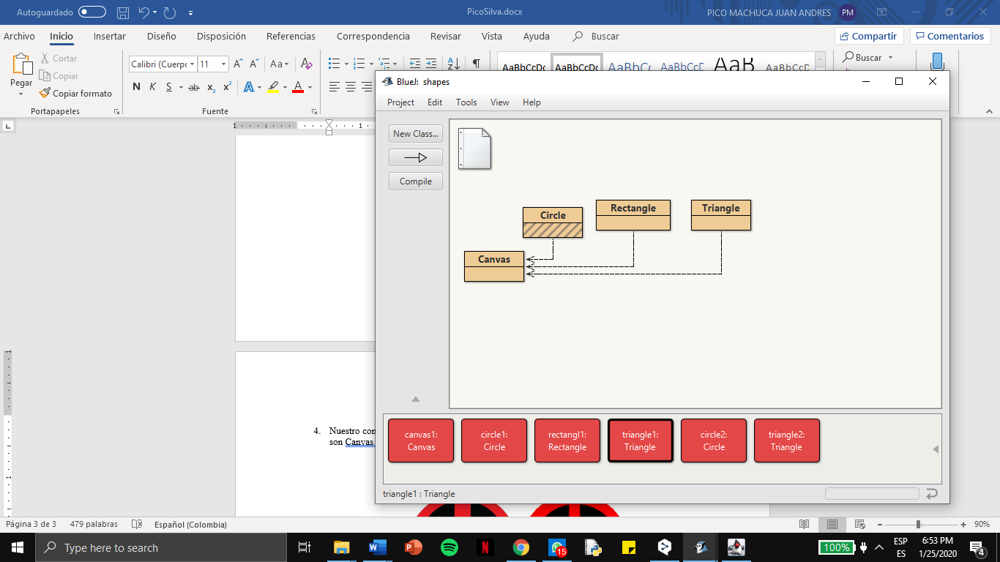 Autoguardado
PicoSilva.docx
PICO MACHUCA JUAN ANDRES PM
Archivo Inicio Insertar Diseño Disposición Referencias Correspondencia Revisar Vista Ayuda Buscar
Compartir Comentarios
Pegar
Cortar
Copiar
Copiar formato
Portapapeles
Calibri (Cuerpo 11
Aa
N K S ab x2 x2 A A
Fuente
AaBbCcDc AaBbCcDc AaBbCc AaBbCcD AaB AaBbCcD
Buscar
BlueJ: shapes
Project Edit Tools View Help
New Class...
Compile
Circle
Rectangle
Triangle
Canvas
canvas1:
Canvas
circle1:
Circle
rectangl1:
Rectangle
triangle1:
Triangle
circle2:
Circle
triangle2:
Triangle
triangle1 : Triangle
4. Nuestro con
son Canvas
Página 3 de 3 479 palabras Español (Colombia)
90%
Type here to search
15
100%
ESP
ES
6:53 PM
1/25/2020
4